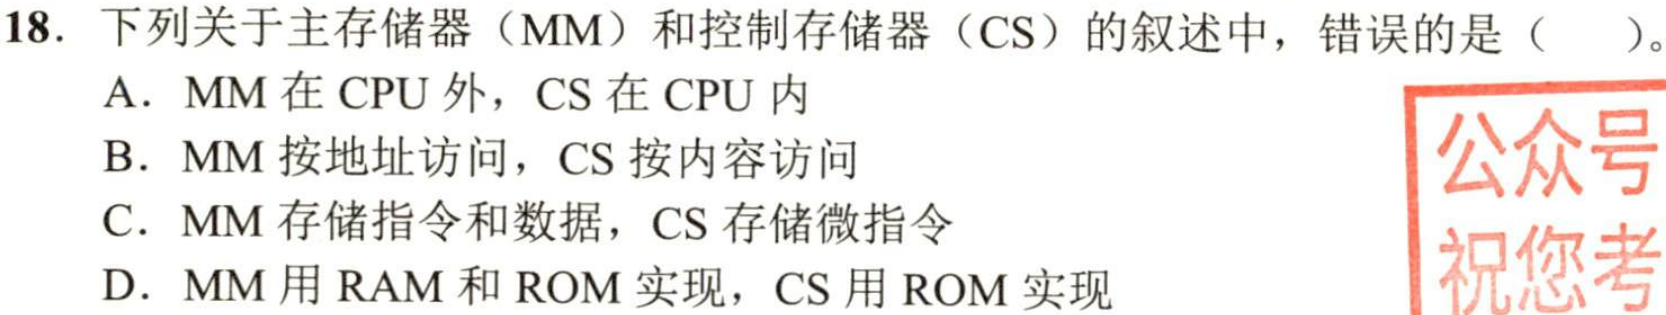 18. 下列关于主存储器（MM）和控制存储器（CS）的叙述中，错误的是（　　）。
A. MM 在 CPU 外，CS 在 CPU 内
B. MM 按地址访问，CS 按内容访问
C. MM 存储指令和数据，CS 存储微指令
D. MM 用 RAM 和 ROM 实现，CS 用 ROM 实现
公众号
祝您考